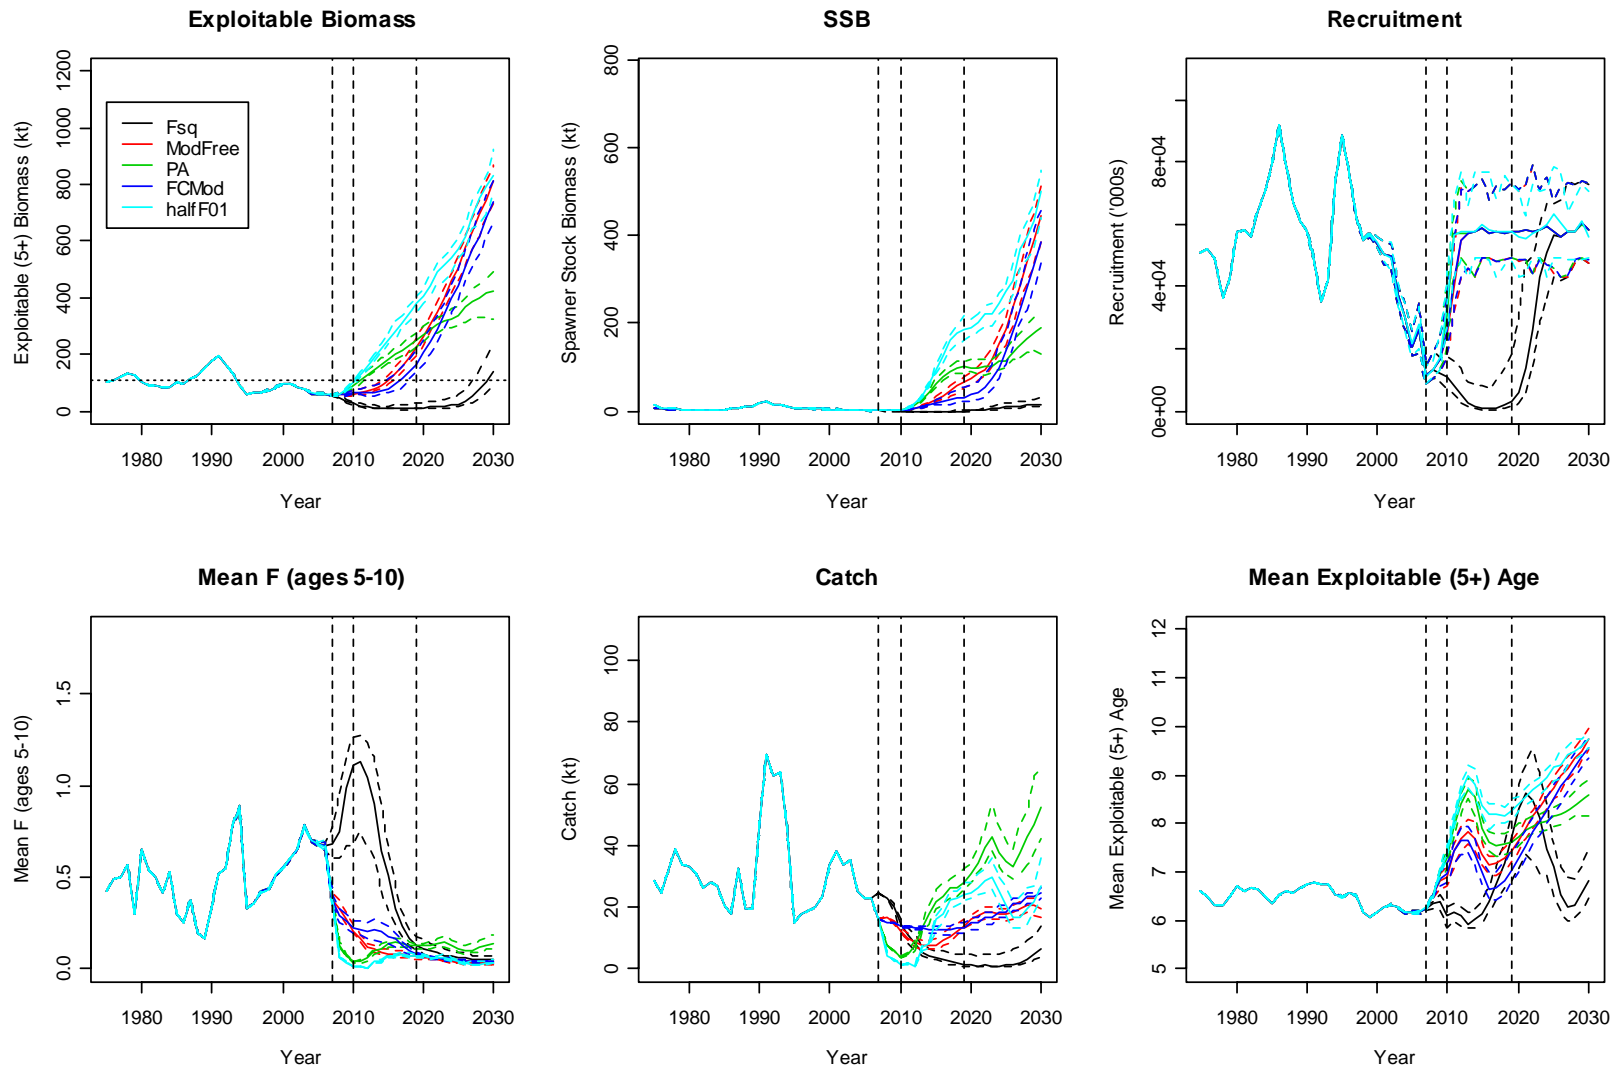 Exploitable Biomass
Exploitable (5+) Biomass (kt)
1200
1000
800
600
400
200
0
Fsq
ModFree
PA
FCMod
halfF01
1980 1990 2000 2010 2020 2030
Year
SSB
Spawner Stock Biomass (kt)
800
600
400
200
0
1980 1990 2000 2010 2020 2030
Year
Recruitment
Recruitment ('000s)
8e+04
4e+04
0e+00
1980 1990 2000 2010 2020 2030
Year
Mean F (ages 5-10)
Mean F (ages 5-10)
1.5
1.0
0.5
0.0
1980 1990 2000 2010 2020 2030
Year
Catch
Catch (kt)
100
80
60
40
20
0
1980 1990 2000 2010 2020 2030
Year
Mean Exploitable (5+) Age
Mean Exploitable (5+) Age
12
11
10
9
8
7
6
5
1980 1990 2000 2010 2020 2030
Year